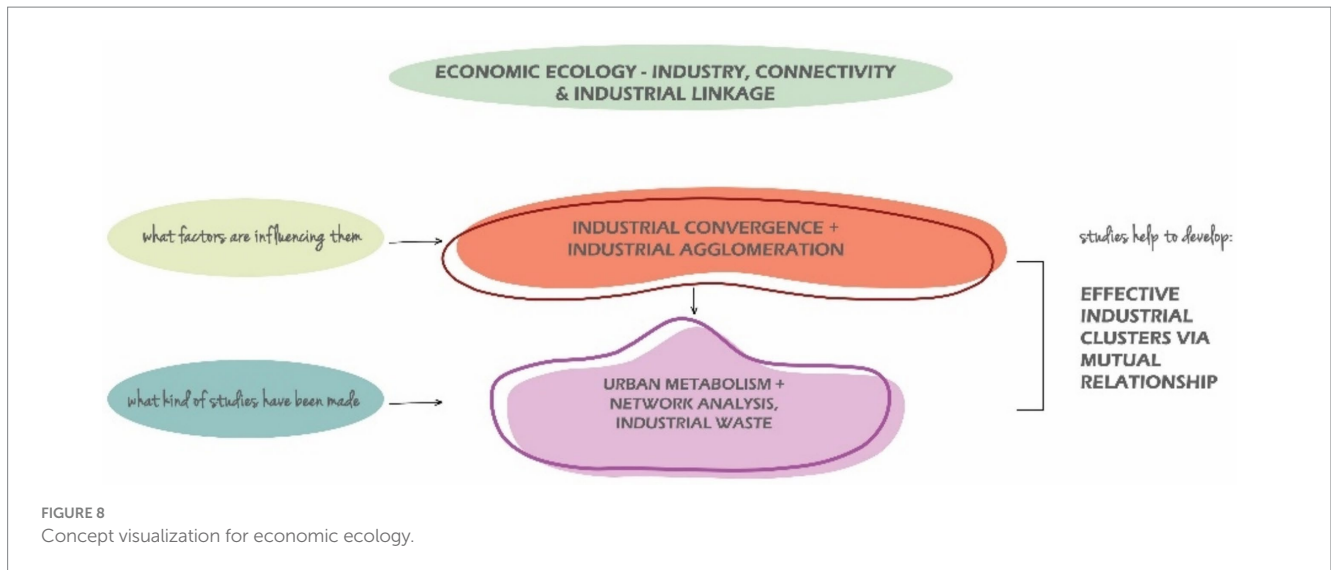 ECONOMIC ECOLOGY - INDUSTRY, CONNECTIVITY
& INDUSTRIAL LINKAGE
what factors are influencing them
INDUSTRIAL CONVERGENCE +
INDUSTRIAL AGGLOMERATION
studies help to develop:
EFFECTIVE
INDUSTRIAL
CLUSTERS VIA
MUTUAL
RELATIONSHIP
what kind of studies have been made
URBAN METABOLISM +
NETWORK ANALYSIS,
INDUSTRIAL WASTE
FIGURE 8
Concept visualization for economic ecology.